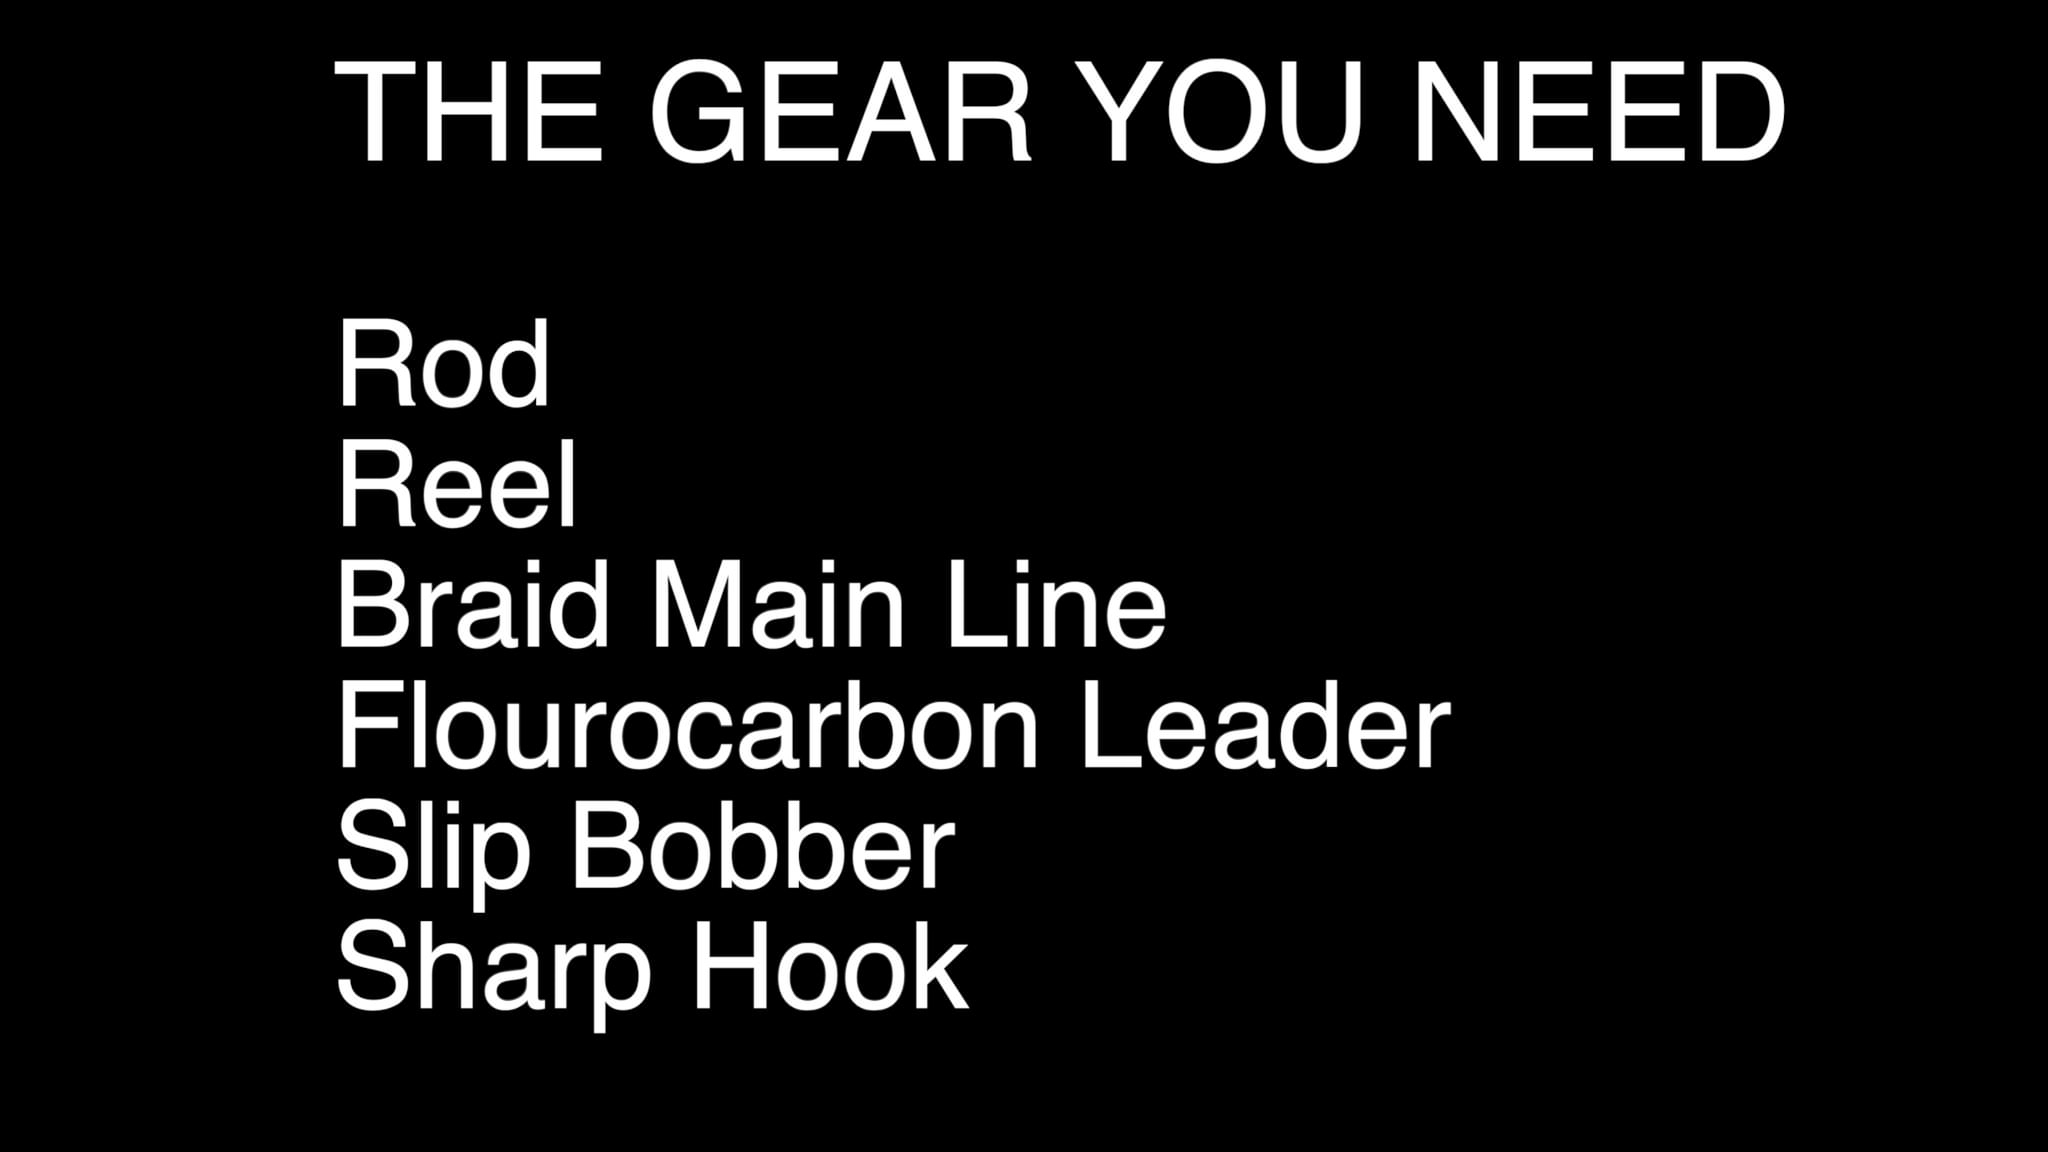 THE GEAR YOU NEED
Rod
Reel
Braid Main Line
Flourocarbon Leader
Slip Bobber
Sharp Hook